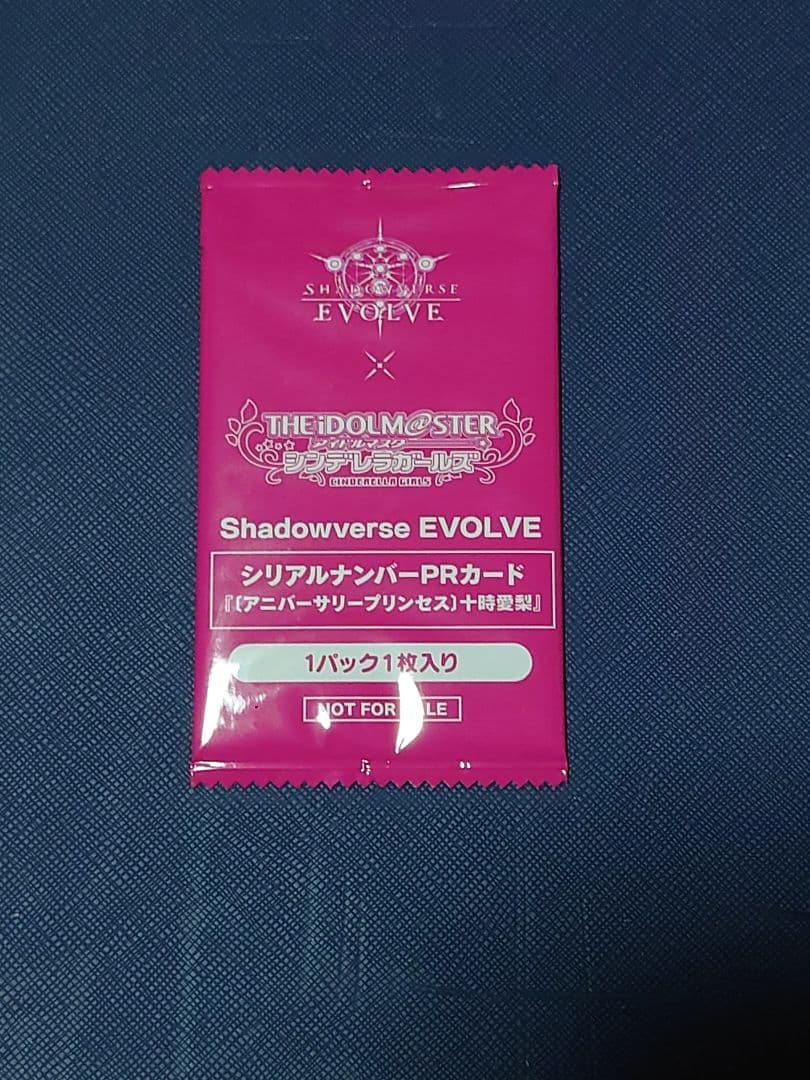 SHADOWVERSE
EVOLVE
THE iDOLM@STER
アイドルマスター
シンデレラガールズ
CINDERELLA GIRLS
Shadowverse EVOLVE
シリアルナンバーPRカード
『〔アニバーサリープリンセス〕十時愛梨』
1パック1枚入り
NOT FOR SALE